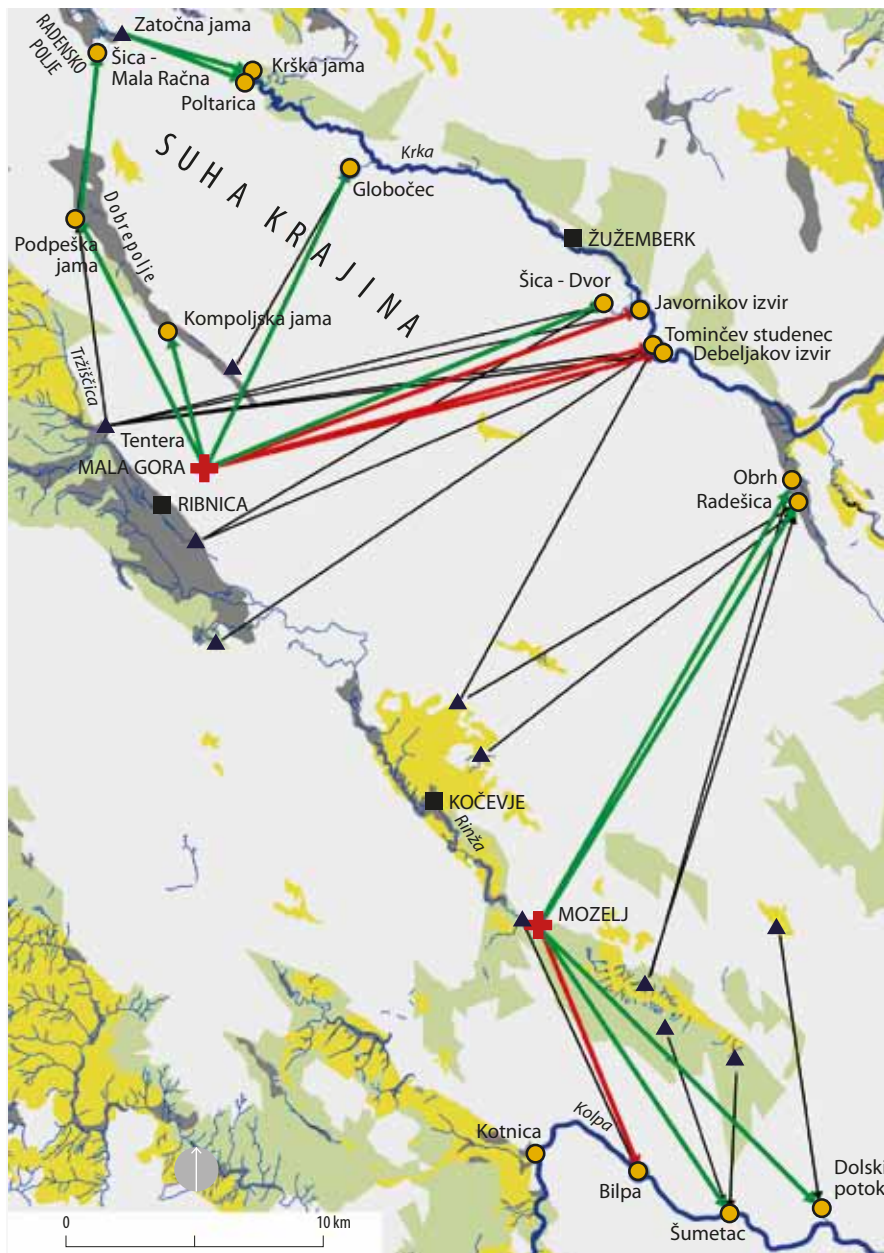 Zatočna jama
RADENSKO
POLJE
Šica -
Mala Račna
Krška jama
Poltarica
SUHA KRAJINA
Krka
Globočec
Dobrepolje
Podpeška
jama
ŽUŽEMBERK
Šica - Dvor
Javornikov izvir
Kompoljska jama
Tominčev studenec
Debeljakov izvir
Tržiščica
Tentera
MALA GORA
RIBNICA
Obrh
Radešica
KOČEVJE
Rinža
MOZELJ
Kolpa
Kotnica
Bilpa
Dolski
potok
Šumetac
0 10 km